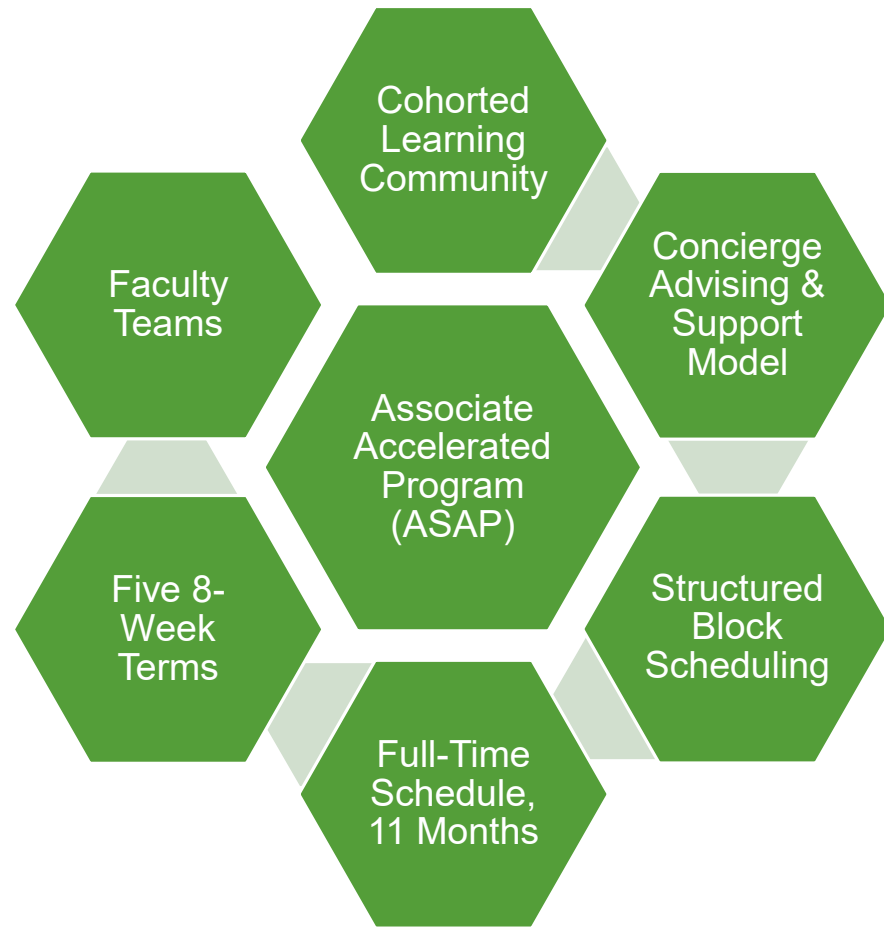 Cohorted
Learning
Community
Concierge
Advising &
Support
Model
Structured
Block
Scheduling
Full-Time
Schedule,
11 Months
Five 8-
Week
Terms
Faculty
Teams
Associate
Accelerated
Program
(ASAP)